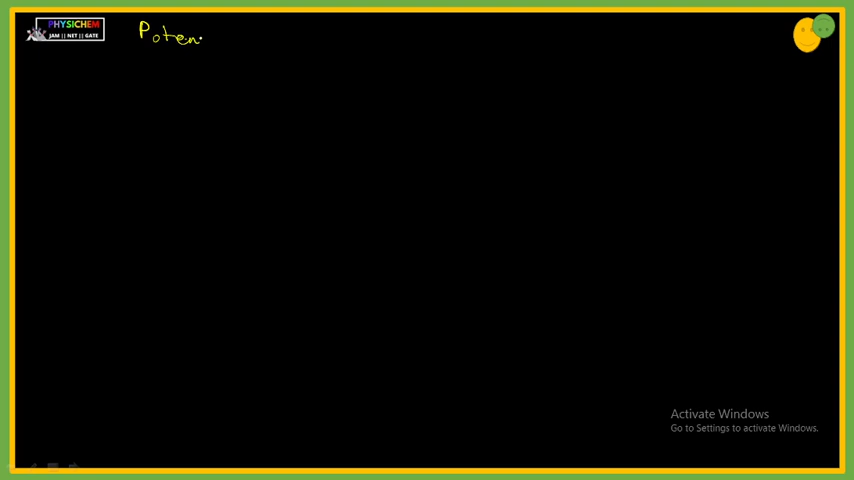 PHYSICHEM
JAM || NET || GATE
Poten
Activate Windows
Go to Settings to activate Windows.